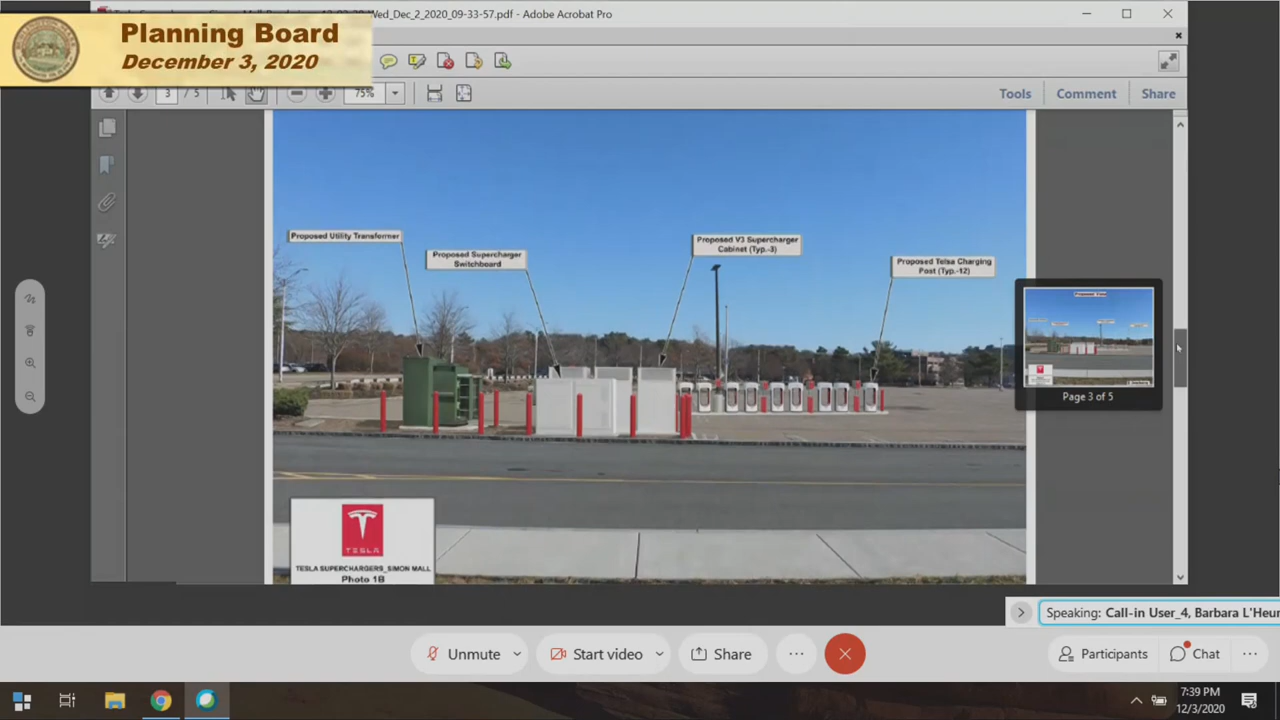 Planning Board
December 3, 2020
Wed_Dec_2_2020_09-33-57.pdf - Adobe Acrobat Pro
3 / 5
75%
Tools
Comment
Share
Proposed Utility Transformer
Proposed Supercharger
Switchboard
Proposed V3 Supercharger
Cabinet (Typ.-3)
Proposed Telsa Charging
Post (Typ.-12)
Page 3 of 5
TESLA
TESLA SUPERCHARGERS_SIMON MALL
Photo 1B
Speaking: Call-in User_4, Barbara L'Heur
Unmute
Start video
Share
Participants
Chat
7:39 PM
12/3/2020